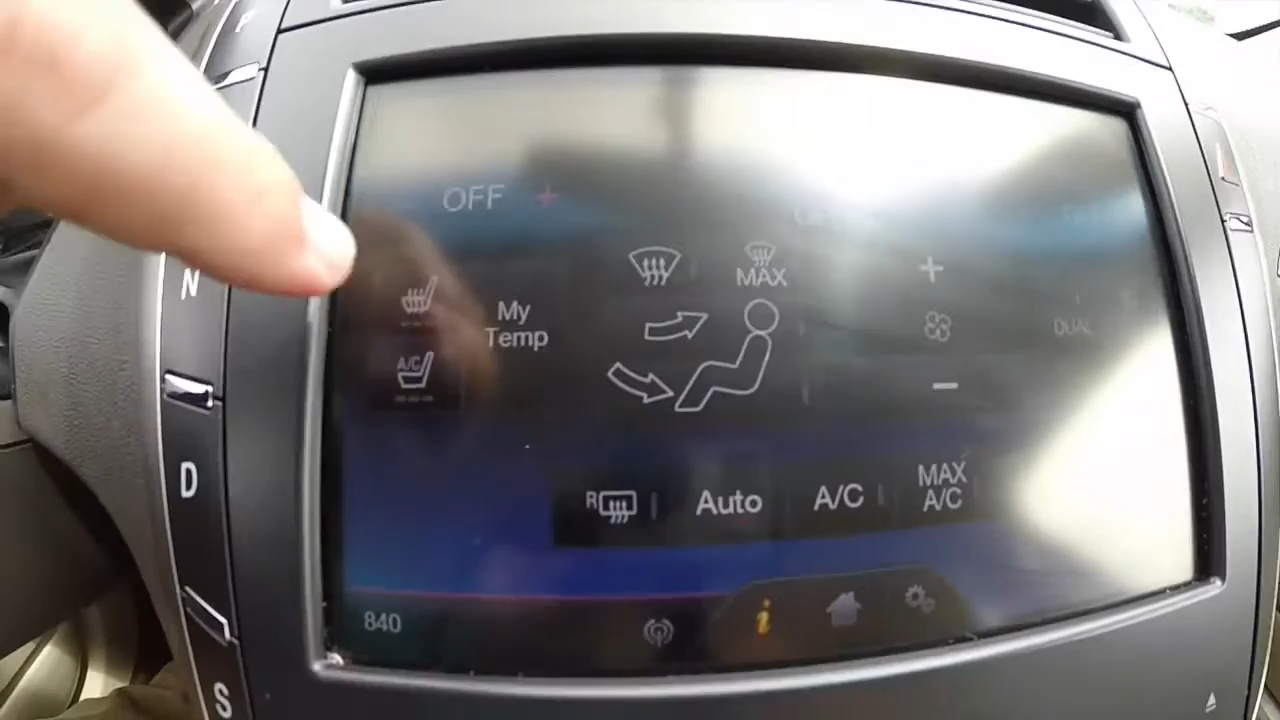 P
OFF +
MAX
+
N
My
Temp
DUAL
A/C
−
D
MAX
A/C
R
Auto
A/C
840
i
S